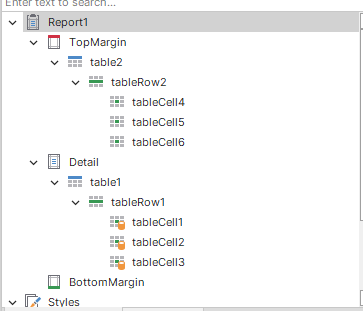 Enter text to search...
Report1
TopMargin
table2
tableRow2
tableCell4
tableCell5
tableCell6
Detail
table1
tableRow1
tableCell1
tableCell2
tableCell3
BottomMargin
Styles